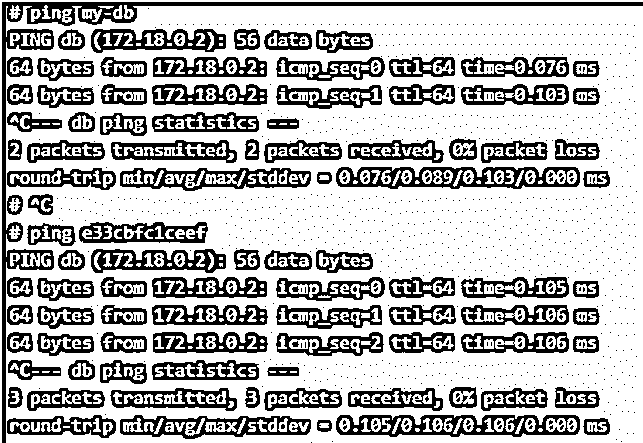 # ping my-db
PING db (172.18.0.2): 56 data bytes
64 bytes from 172.18.0.2: icmp_seq=0 ttl=64 time=0.076 ms
64 bytes from 172.18.0.2: icmp_seq=1 ttl=64 time=0.103 ms
^C--- db ping statistics ---
2 packets transmitted, 2 packets received, 0% packet loss
round-trip min/avg/max/stddev = 0.076/0.089/0.103/0.000 ms
# ^C
# ping e33cbfc1ceef
PING db (172.18.0.2): 56 data bytes
64 bytes from 172.18.0.2: icmp_seq=0 ttl=64 time=0.105 ms
64 bytes from 172.18.0.2: icmp_seq=1 ttl=64 time=0.106 ms
64 bytes from 172.18.0.2: icmp_seq=2 ttl=64 time=0.106 ms
^C--- db ping statistics ---
3 packets transmitted, 3 packets received, 0% packet loss
round-trip min/avg/max/stddev = 0.105/0.106/0.106/0.000 ms